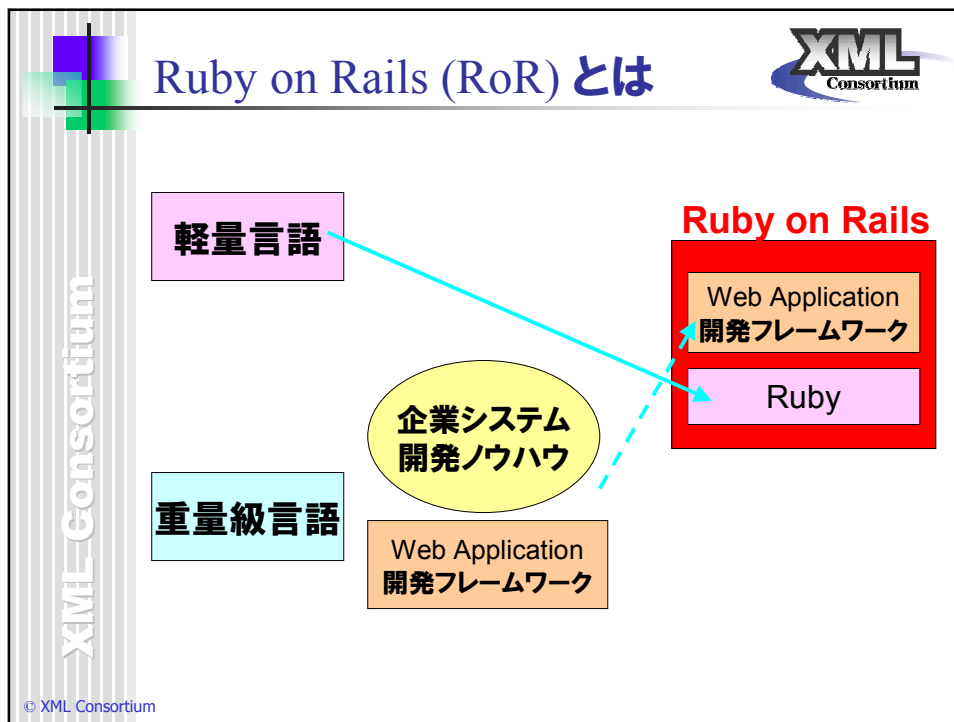 Ruby on Rails (RoR) とは
XML
Consortium
軽量言語
Ruby on Rails
Web Application
開発フレームワーク
Ruby
企業システム
開発ノウハウ
重量級言語
Web Application
開発フレームワーク
XML Consortium
© XML Consortium